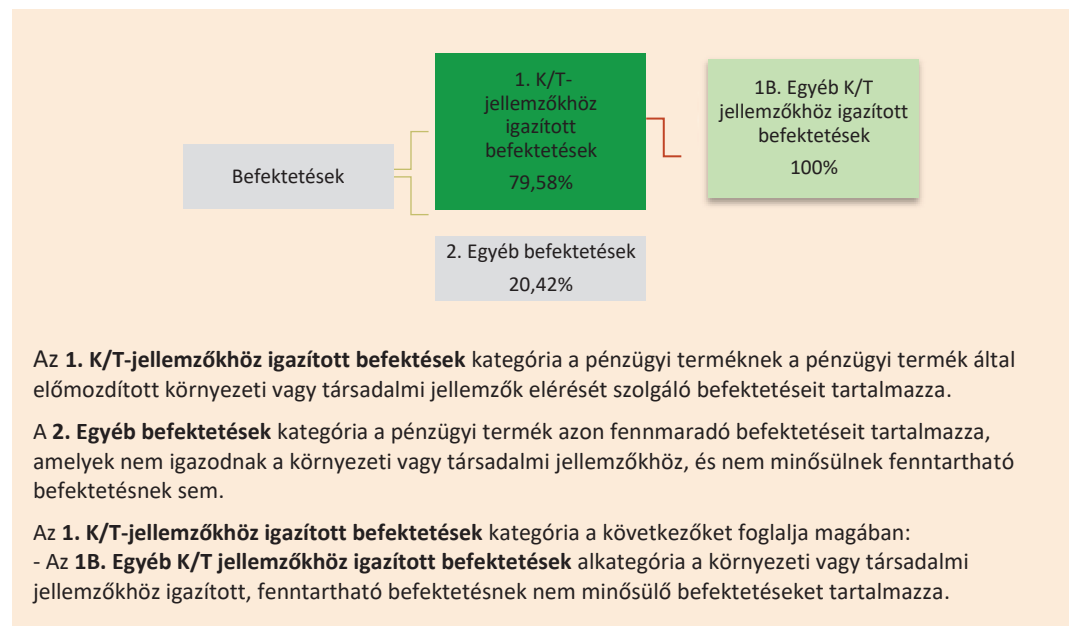 1. K/T-
jellemzőkhöz
igazított
befektetések
79,58%
1B. Egyéb K/T
jellemzőkhöz igazított
befektetések
100%
Befektetések
2. Egyéb befektetések
20,42%
Az 1. K/T-jellemzőkhöz igazított befektések kategória a pénzügyi terméknek a pénzügyi termék által
előmozdított környezeti vagy társadalmi jellemzők elérését szolgáló befektetéseit tartalmazza.
A 2. Egyéb befektetések kategória a pénzügyi termék azon fennmaradó befektetéseit tartalmazza,
amelyek nem igazodnak a környezeti vagy társadalmi jellemzőkhöz, és nem minősülnek fenntartható
befektetésnek sem.
Az 1. K/T-jellemzőkhöz igazított befektetések kategória a következőket foglalja magában:
- Az 1B. Egyéb K/T jellemzőkhöz igazított befektetések alkategória a környezeti vagy társadalmi
jellemzőkhöz igazított, fenntartható befektetésnek nem minősülő befektetéseket tartalmazza.